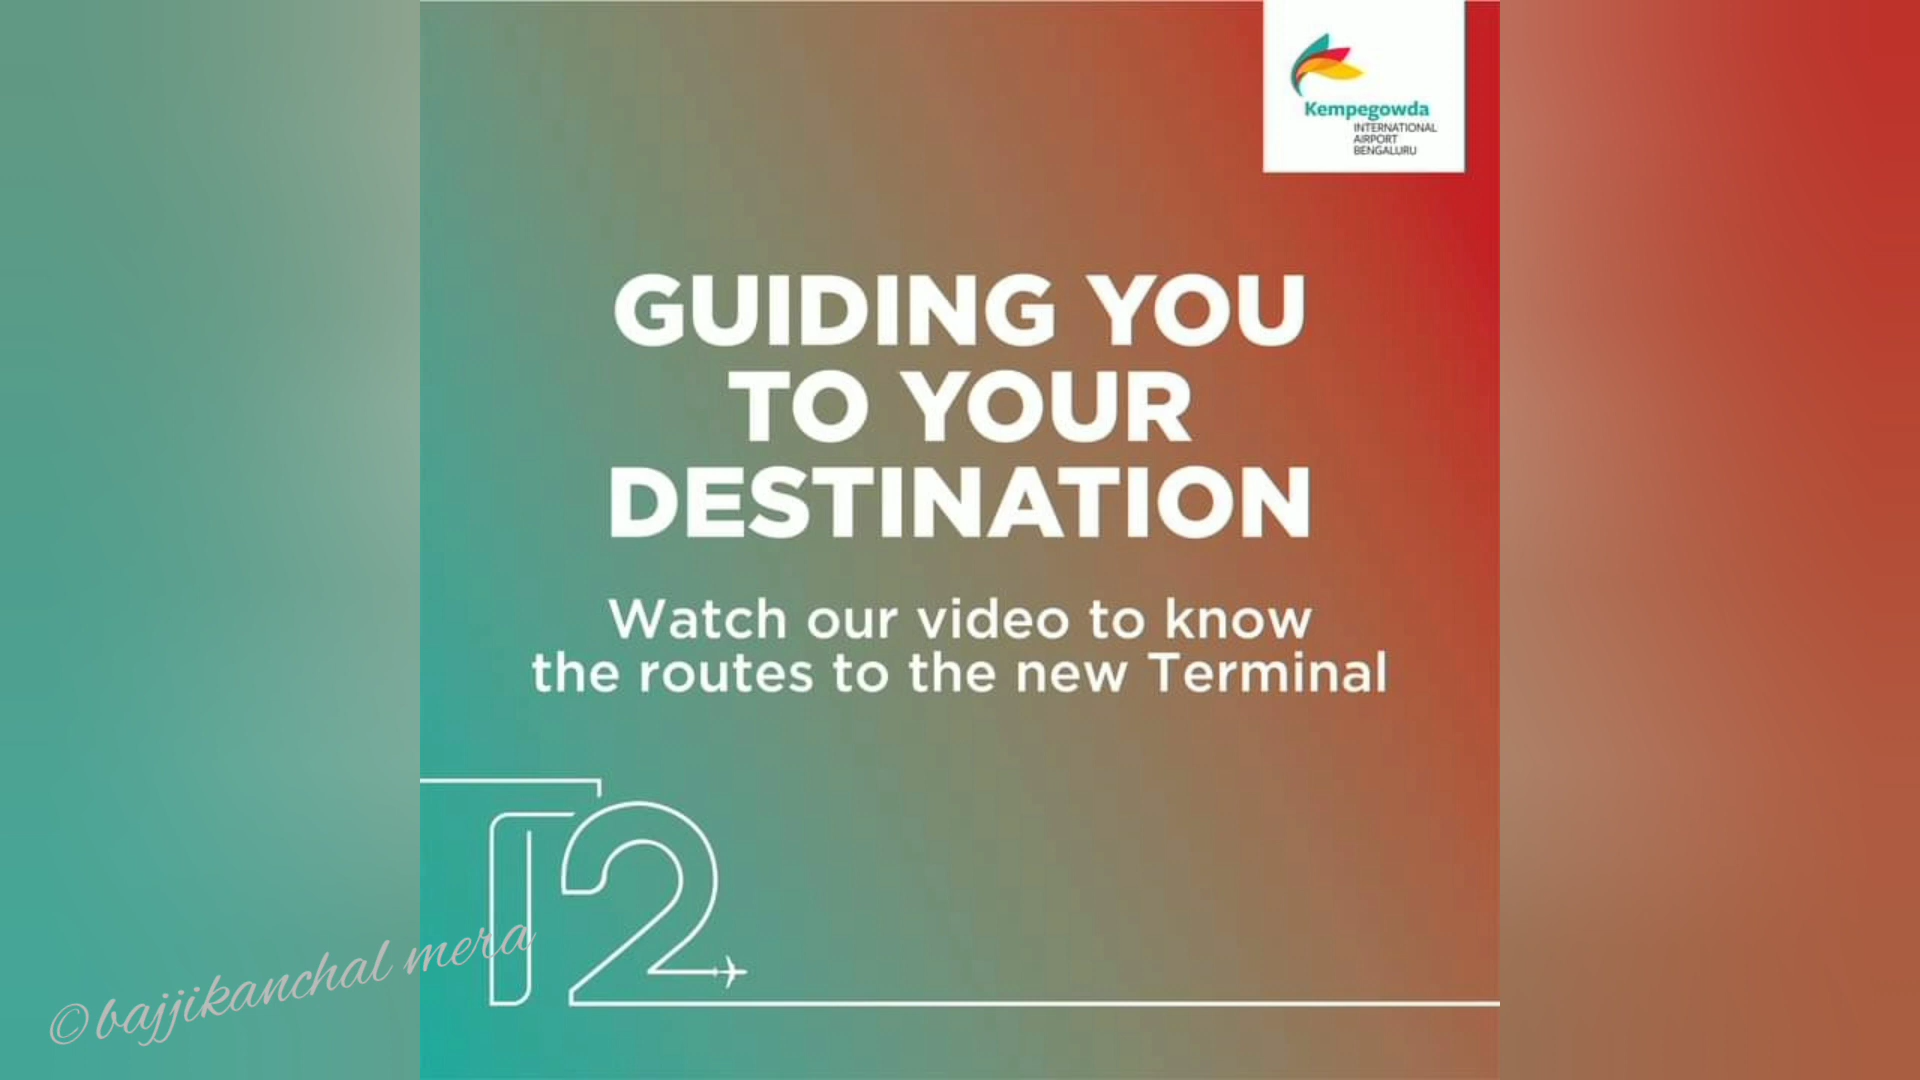 Kempegowda
INTERNATIONAL
AIRPORT
BENGALURU
GUIDING YOU
TO YOUR
DESTINATION
Watch our video to know
the routes to the new Terminal
T2
©bajjikanchal mera